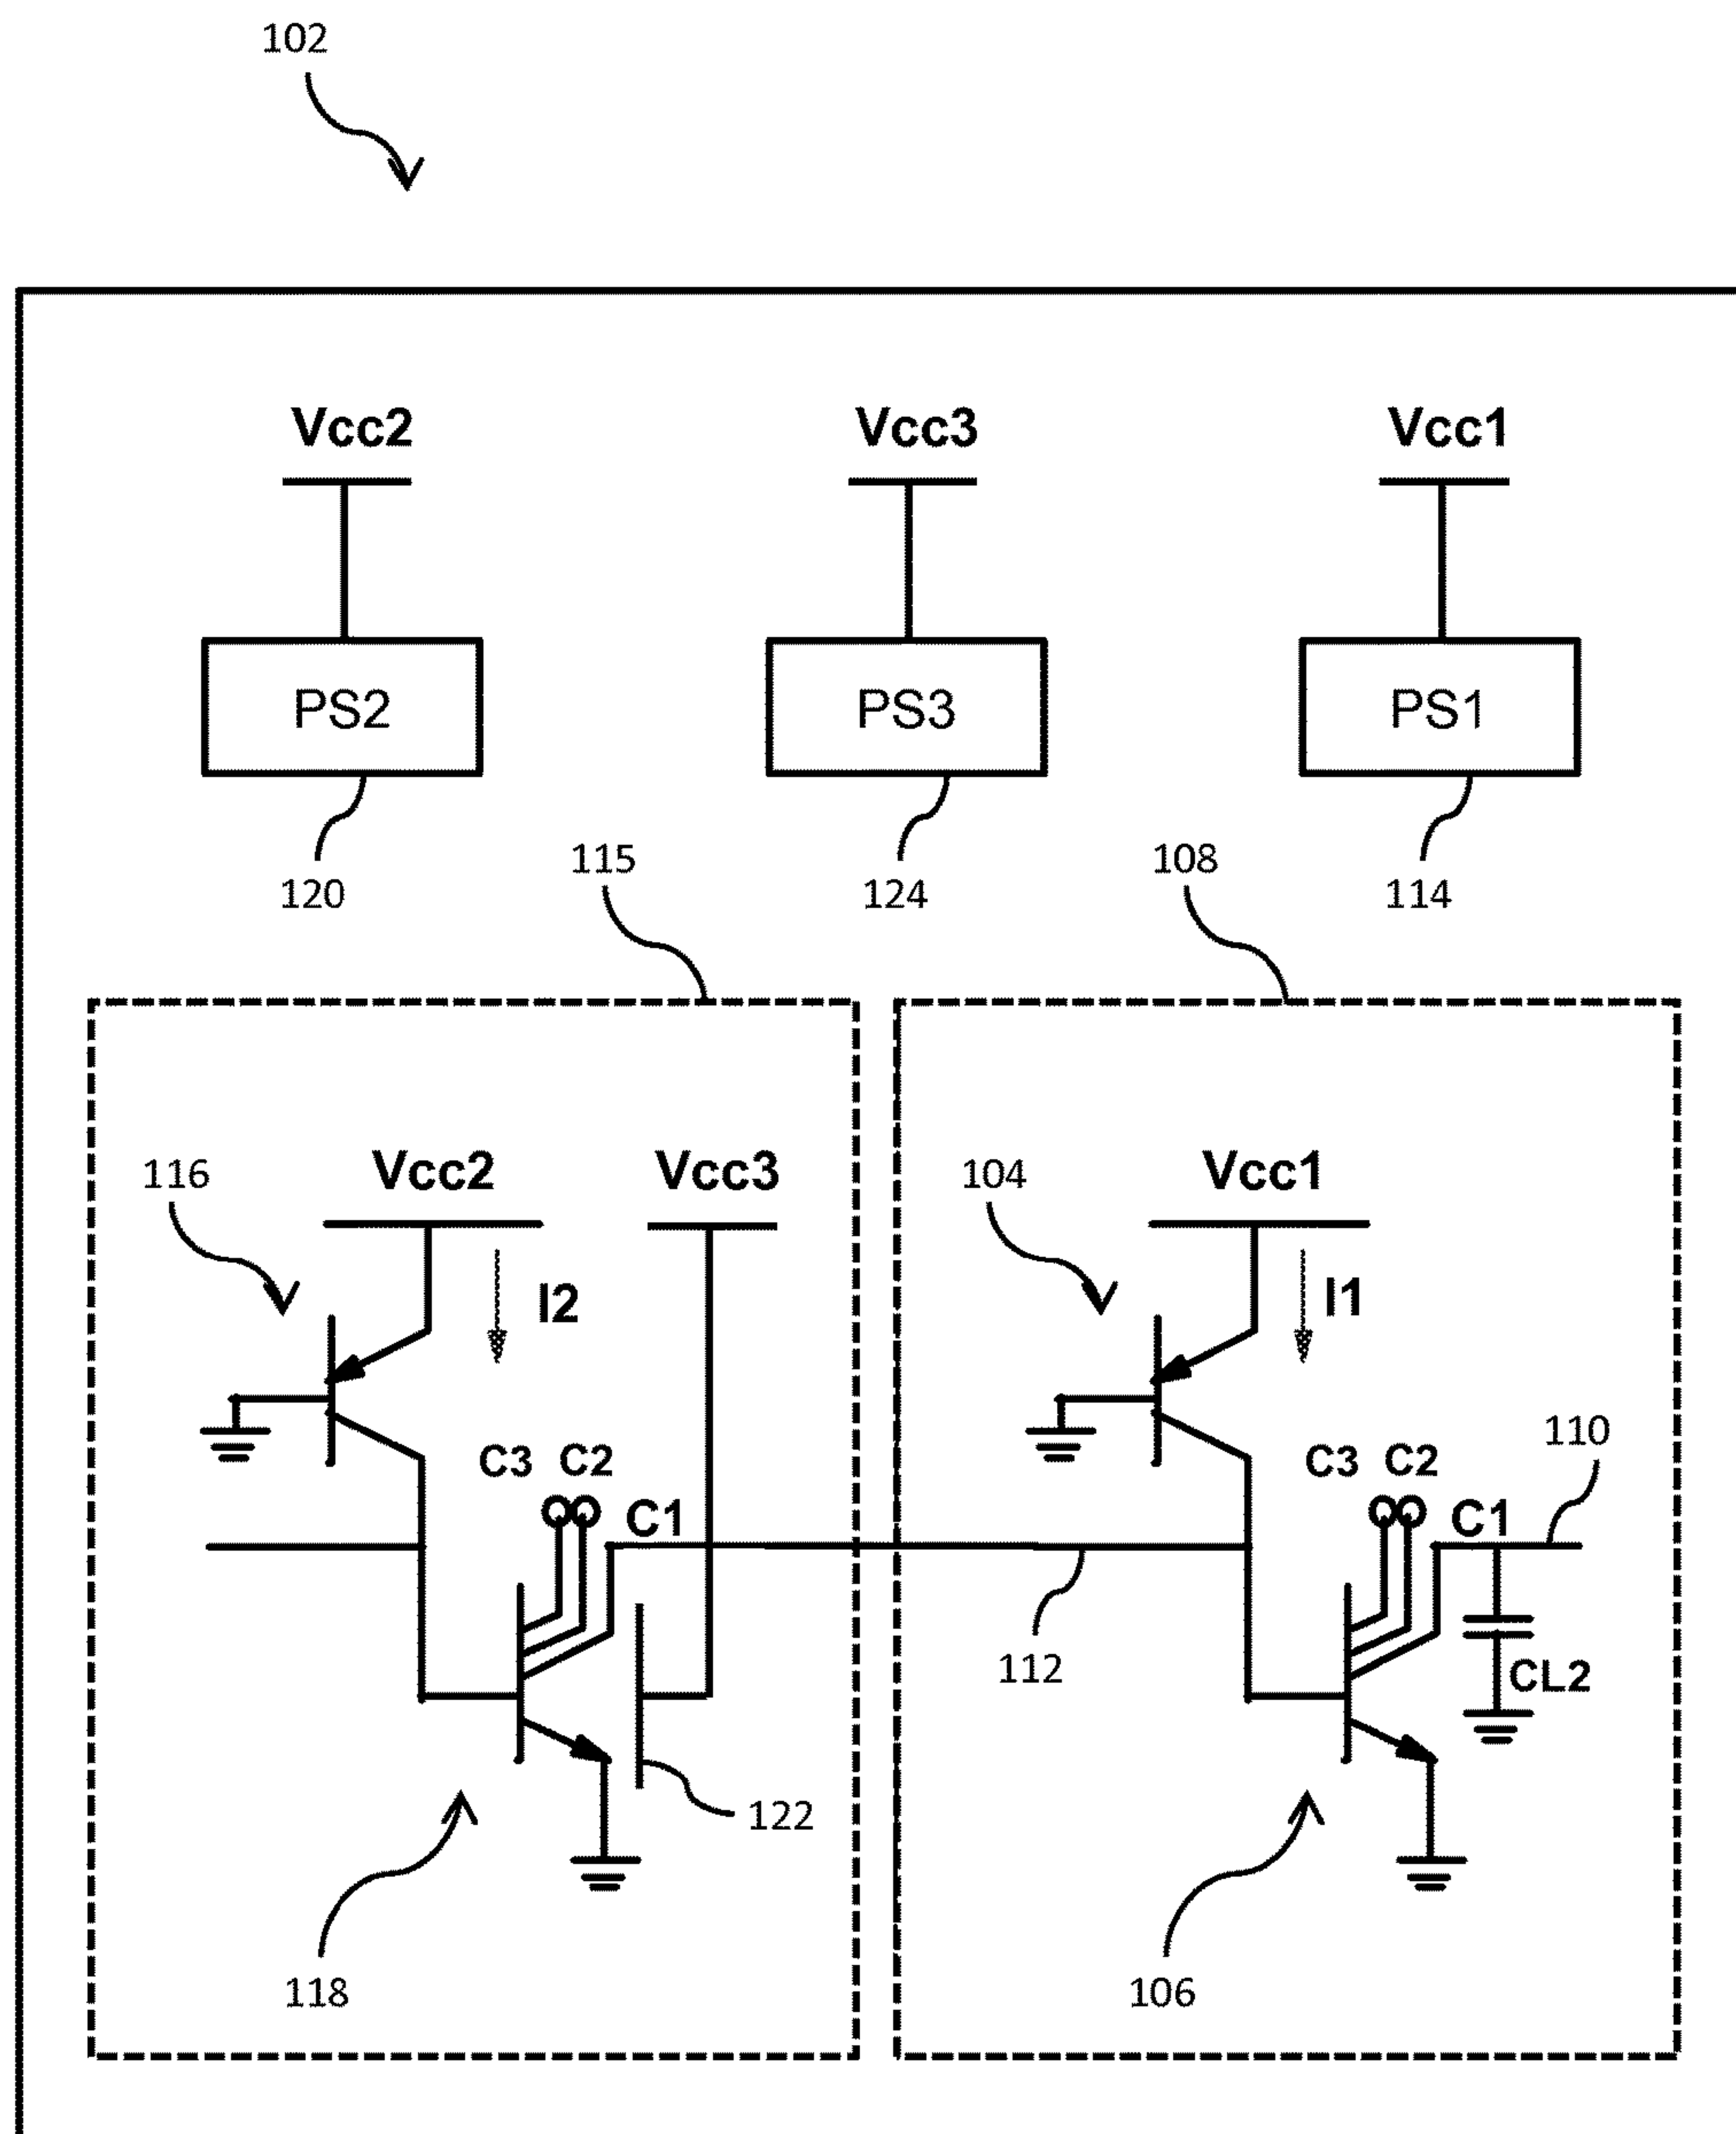 102
Vcc2 Vcc3 Vcc1
PS2 PS3 PS1
120 115 124 108 114
116 Vcc2 Vcc3 104 Vcc1
I2 I1
C3 C2 C1 C3 C2 C1 110
112 CL2
122
118 106